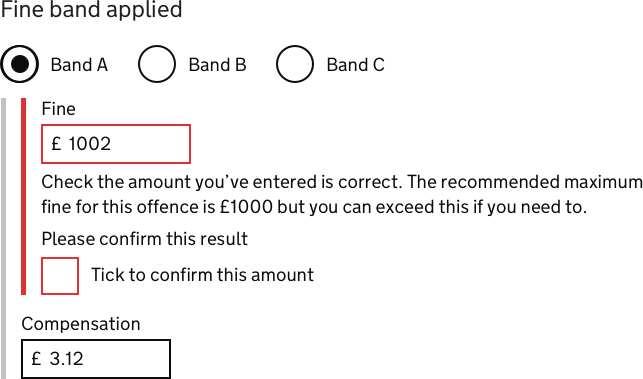 Fine band applied
Band A Band B Band C
Fine
£ 1002
Check the amount you’ve entered is correct. The recommended maximum
fine for this offence is £1000 but you can exceed this if you need to.
Please confirm this result
Tick to confirm this amount
Compensation
£ 3.12